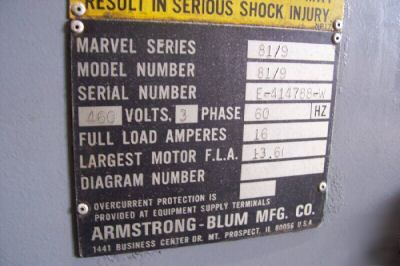 RESULT IN SERIOUS SHOCK INJURY
MARVEL SERIES 81/9
MODEL NUMBER 81/9
SERIAL NUMBER E-414788-W
460 VOLTS, 3 PHASE 60 HZ
FULL LOAD AMPERES 16
LARGEST MOTOR F.L.A. 13.60
DIAGRAM NUMBER
OVERCURRENT PROTECTION IS
PROVIDED AT EQUIPMENT SUPPLY TERMINALS
ARMSTRONG-BLUM MFG. CO.
1441 BUSINESS CENTER DR. MT. PROSPECT, IL 60056 U.S.A.